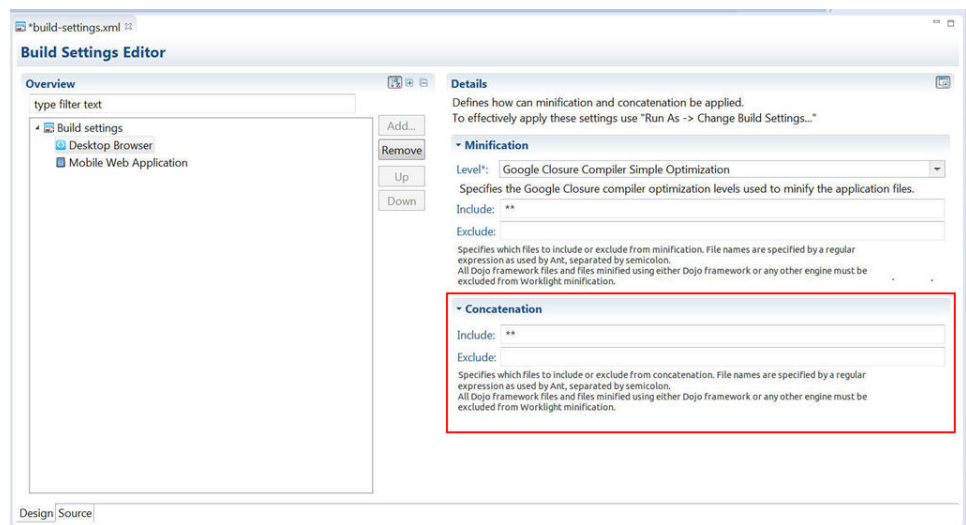 *build-settings.xml
Build Settings Editor
Overview
type filter text
Build settings
Desktop Browser
Mobile Web Application
Add...
Remove
Up
Down
Details
Defines how can minification and concatenation be applied.
To effectively apply these settings use "Run As -> Change Build Settings..."
Minification
Level*: Google Closure Compiler Simple Optimization
Specifies the Google Closure compiler optimization levels used to minify the application files.
Include: **
Exclude:
Specifies which files to include or exclude from minification. File names are specified by a regular
expression as used by Ant, separated by semicolon.
All Dojo framework files and files minified using either Dojo framework or any other engine must be
excluded from Worklight minification.
Concatenation
Include: **
Exclude:
Specifies which files to include or exclude from concatenation. File names are specified by a regular
expression as used by Ant, separated by semicolon.
All Dojo framework files and files minified using either Dojo framework or any other engine must be
excluded from Worklight minification.
Design Source